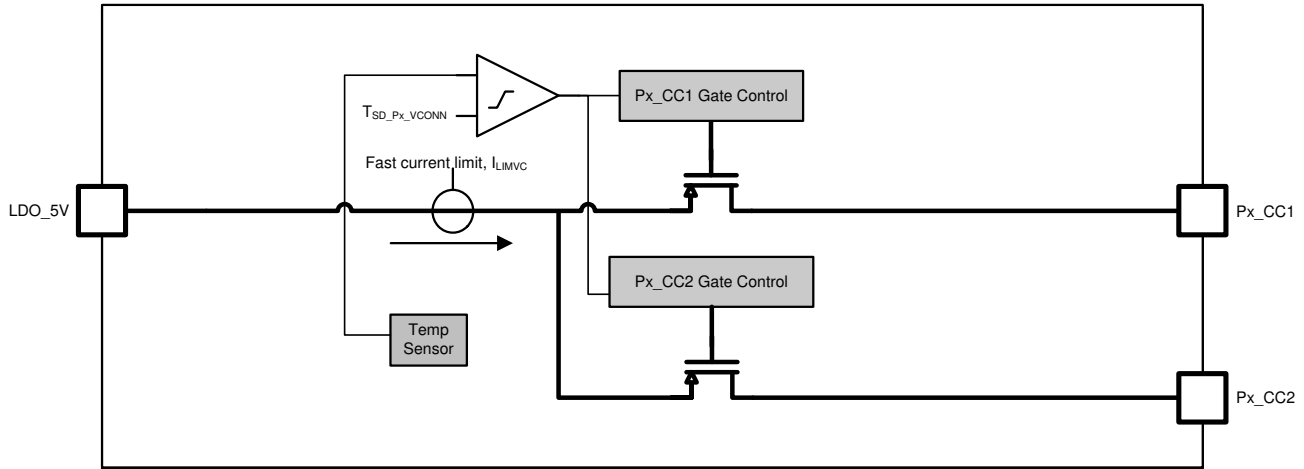 Px_CC1 Gate Control
TSD_Px_VCONN
Fast current limit, ILIMVC
LDO_5V
Px_CC1
Px_CC2 Gate Control
Temp
Sensor
Px_CC2